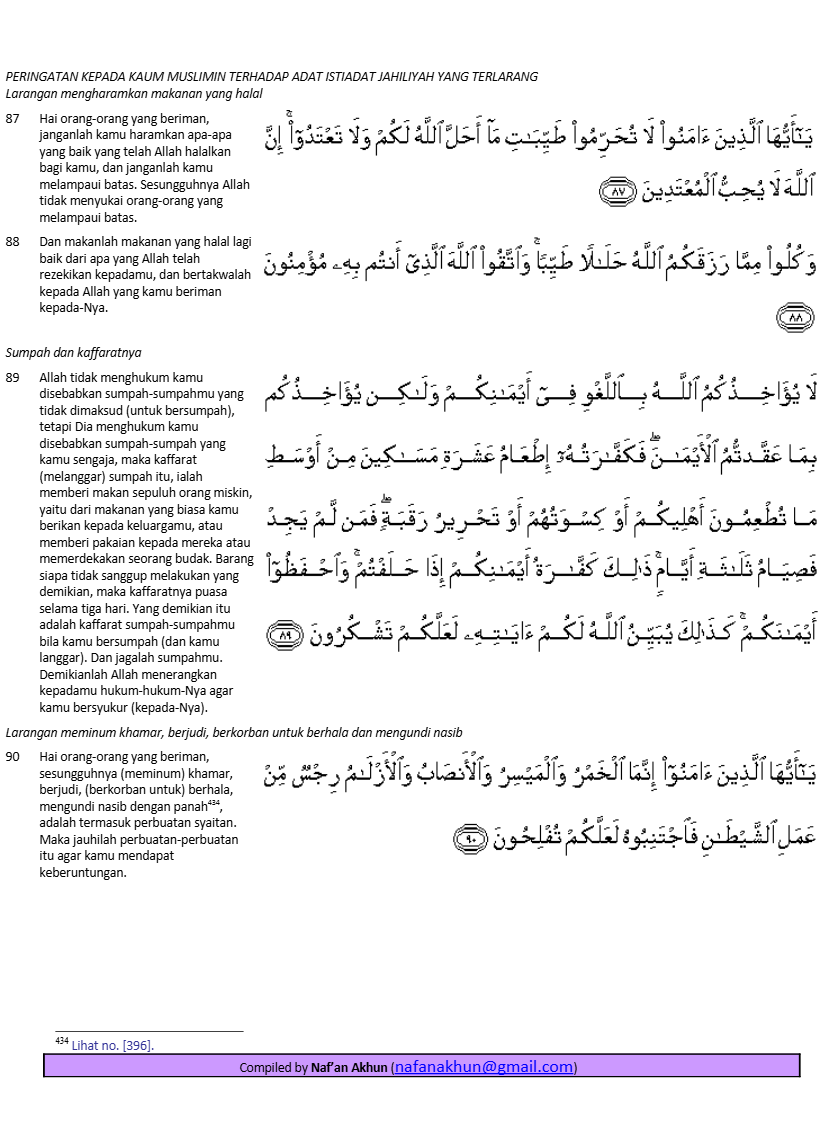 PERINGATAN KEPADA KAUM MUSLIMIN TERHADAP ADAT ISTIADAT JAHILIYAH YANG TERLARANG
Larangan mengharamkan makanan yang halal
87 Hai orang-orang yang beriman,
janganlah kamu haramkan apa-apa
yang baik yang telah Allah halalkan
bagi kamu, dan janganlah kamu
melampaui batas. Sesungguhnya Allah
tidak menyukai orang-orang yang
melampaui batas.
يَـٰٓأَيُّهَا ٱلَّذِينَ ءَامَنُوا۟ لَا تُحَرِّمُوا۟ طَيِّبَـٰتِ مَآ أَحَلَّ ٱللَّهُ لَكُمْ وَلَا تَعْتَدُوٓا۟ ۚ إِنَّ
ٱللَّهَ لَا يُحِبُّ ٱلْمُعْتَدِينَ ٨٧
88 Dan makanlah makanan yang halal lagi
baik dari apa yang Allah telah
rezekikan kepadamu, dan bertakwalah
kepada Allah yang kamu beriman
kepada-Nya.
وَكُلُوا۟ مِمَّا رَزَقَكُمُ ٱللَّهُ حَلَـٰلًا طَيِّبًا ۚ وَٱتَّقُوا۟ ٱللَّهَ ٱلَّذِىٓ أَنتُم بِهِۦ مُؤْمِنُونَ
٨٨
Sumpah dan kaffaratnya
89 Allah tidak menghukum kamu
disebabkan sumpah-sumpahmu yang
tidak dimaksud (untuk bersumpah),
tetapi Dia menghukum kamu
disebabkan sumpah-sumpah yang
kamu sengaja, maka kaffarat
(melanggar) sumpah itu, ialah
memberi makan sepuluh orang miskin,
yaitu dari makanan yang biasa kamu
berikan kepada keluargamu, atau
memberi pakaian kepada mereka atau
memerdekakan seorang budak. Barang
siapa tidak sanggup melakukan yang
demikian, maka kaffaratnya puasa
selama tiga hari. Yang demikian itu
adalah kaffarat sumpah-sumpahmu
bila kamu bersumpah (dan kamu
langgar). Dan jagalah sumpahmu.
Demikianlah Allah menerangkan
kepadamu hukum-hukum-Nya agar
kamu bersyukur (kepada-Nya).
لَا يُؤَاخِذُكُمُ ٱللَّهُ بِٱللَّغْوِ فِىٓ أَيْمَـٰنِكُمْ وَلَـٰكِن يُؤَاخِذُكُم
بِمَا عَقَّدتُّمُ ٱلْأَيْمَـٰنَ ۖ فَكَفَّـٰرَتُهُۥٓ إِطْعَامُ عَشَرَةِ مَسَـٰكِينَ مِنْ أَوْسَطِ
مَا تُطْعِمُونَ أَهْلِيكُمْ أَوْ كِسْوَتُهُمْ أَوْ تَحْرِيرُ رَقَبَةٍ ۖ فَمَن لَّمْ يَجِدْ
فَصِيَامُ ثَلَـٰثَةِ أَيَّامٍ ۚ ذَٰلِكَ كَفَّـٰرَةُ أَيْمَـٰنِكُمْ إِذَا حَلَفْتُمْ ۚ وَٱحْفَظُوٓا۟
أَيْمَـٰنَكُمْ ۚ كَذَٰلِكَ يُبَيِّنُ ٱللَّهُ لَكُمْ ءَايَـٰتِهِۦ لَعَلَّكُمْ تَشْكُرُونَ ٨٩
Larangan meminum khamar, berjudi, berkorban untuk berhala dan mengundi nasib
90 Hai orang-orang yang beriman,
sesungguhnya (meminum) khamar,
berjudi, (berkorban untuk) berhala,
mengundi nasib dengan panah434,
adalah termasuk perbuatan syaitan.
Maka jauhilah perbuatan-perbuatan
itu agar kamu mendapat
keberuntungan.
يَـٰٓأَيُّهَا ٱلَّذِينَ ءَامَنُوٓا۟ إِنَّمَا ٱلْخَمْرُ وَٱلْمَيْسِرُ وَٱلْأَنصَابُ وَٱلْأَزْلَـٰمُ رِجْسٌ مِّنْ
عَمَلِ ٱلشَّيْطَـٰنِ فَٱجْتَنِبُوهُ لَعَلَّكُمْ تُفْلِحُونَ ٩٠
434 Lihat no. [396].
Compiled by Naf’an Akhun (nafanakhun@gmail.com)